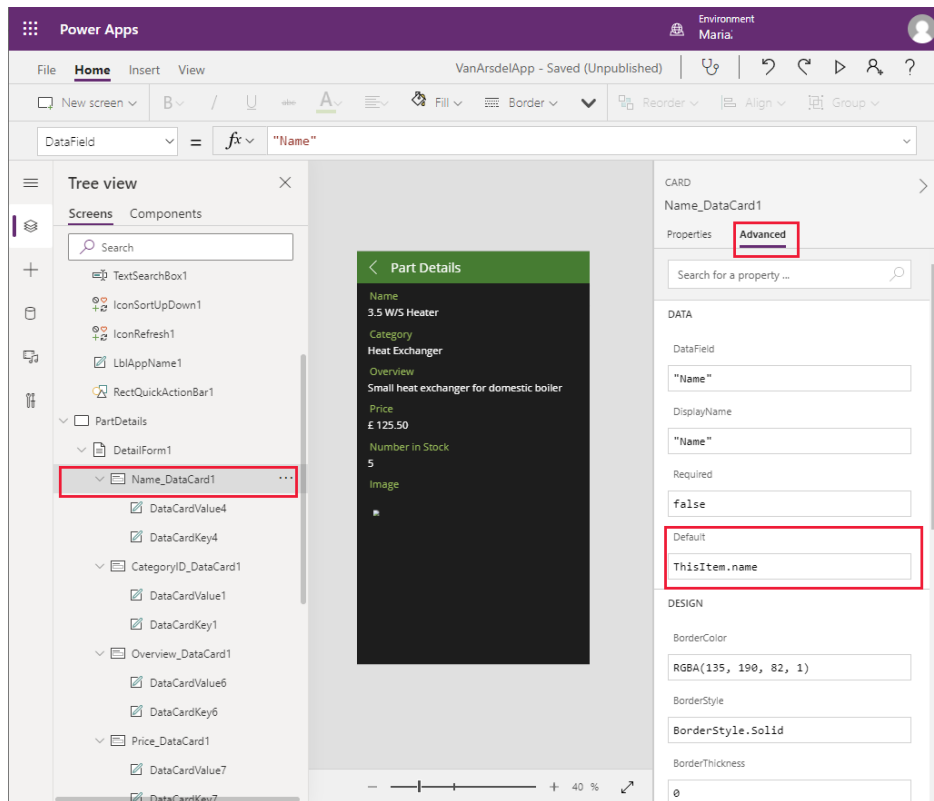 Power Apps
Environment
Maria
File Home Insert View
VanArsdelApp - Saved (Unpublished)
New screen B / U abc A Fill Border Reorder Align Group
DataField = fx "Name"
Tree view
Screens Components
Search
TextSearchBox1
IconSortUpDown1
IconRefresh1
LblAppName1
RectQuickActionBar1
PartDetails
DetailForm1
Name_DataCard1 ...
DataCardValue4
DataCardKey4
CategoryID_DataCard1
DataCardValue1
DataCardKey1
Overview_DataCard1
DataCardValue6
DataCardKey6
Price_DataCard1
DataCardValue7
DataCardKey7
Part Details
Name
3.5 W/S Heater
Category
Heat Exchanger
Overview
Small heat exchanger for domestic boiler
Price
£ 125.50
Number in Stock
5
Image
40 %
CARD
Name_DataCard1
Properties Advanced
Search for a property ...
DATA
DataField
"Name"
DisplayName
"Name"
Required
false
Default
ThisItem.name
DESIGN
BorderColor
RGBA(135, 190, 82, 1)
BorderStyle
BorderStyle.Solid
BorderThickness
0